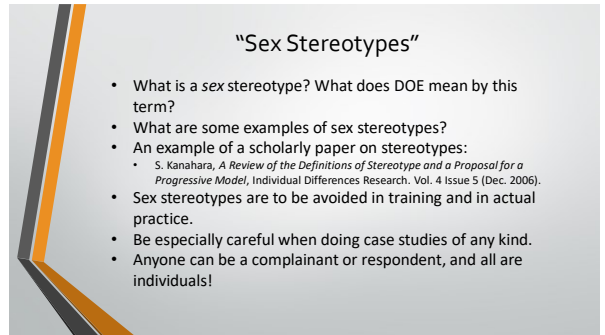 "Sex Stereotypes"
• What is a sex stereotype? What does DOE mean by this
term?
• What are some examples of sex stereotypes?
• An example of a scholarly paper on stereotypes:
• S. Kanahara, A Review of the Definitions of Stereotype and a Proposal for a
Progressive Model, Individual Differences Research. Vol. 4 Issue 5 (Dec. 2006).
• Sex stereotypes are to be avoided in training and in actual
practice.
• Be especially careful when doing case studies of any kind.
• Anyone can be a complainant or respondent, and all are
individuals!